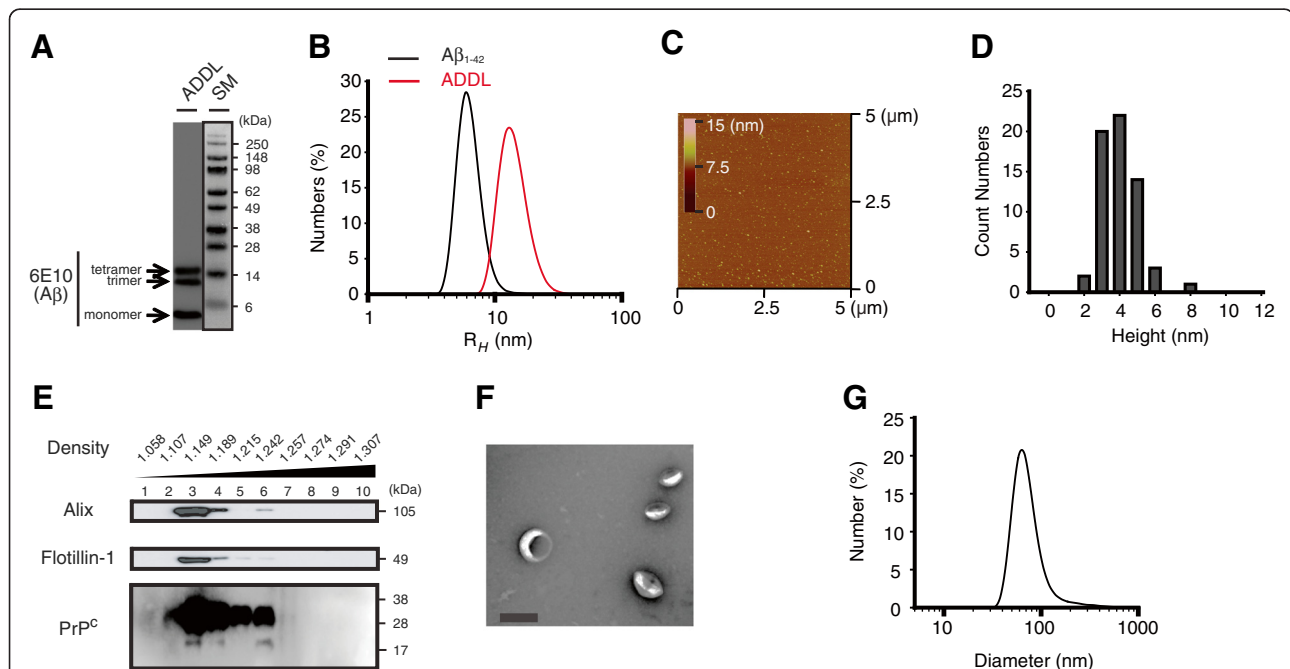 A
ADDL
SM
(kDa)
250
148
98
62
49
38
28
14
6
6E10
(Aβ)
tetramer
trimer
monomer
B
Aβ1-42
ADDL
Numbers (%)
30
25
20
15
10
5
0
1
10
100
RH (nm)
C
15 (nm)
7.5
0
5 (μm)
2.5
0
0
2.5
5 (μm)
D
Count Numbers
25
20
15
10
5
0
0
2
4
6
8
10
12
Height (nm)
E
Density
1.058
1.107
1.149
1.189
1.215
1.242
1.257
1.274
1.291
1.307
1 2 3 4 5 6 7 8 9 10 (kDa)
Alix
105
Flotillin-1
49
PrPC
38
28
17
F
G
Number (%)
25
20
15
10
5
0
10
100
1000
Diameter (nm)